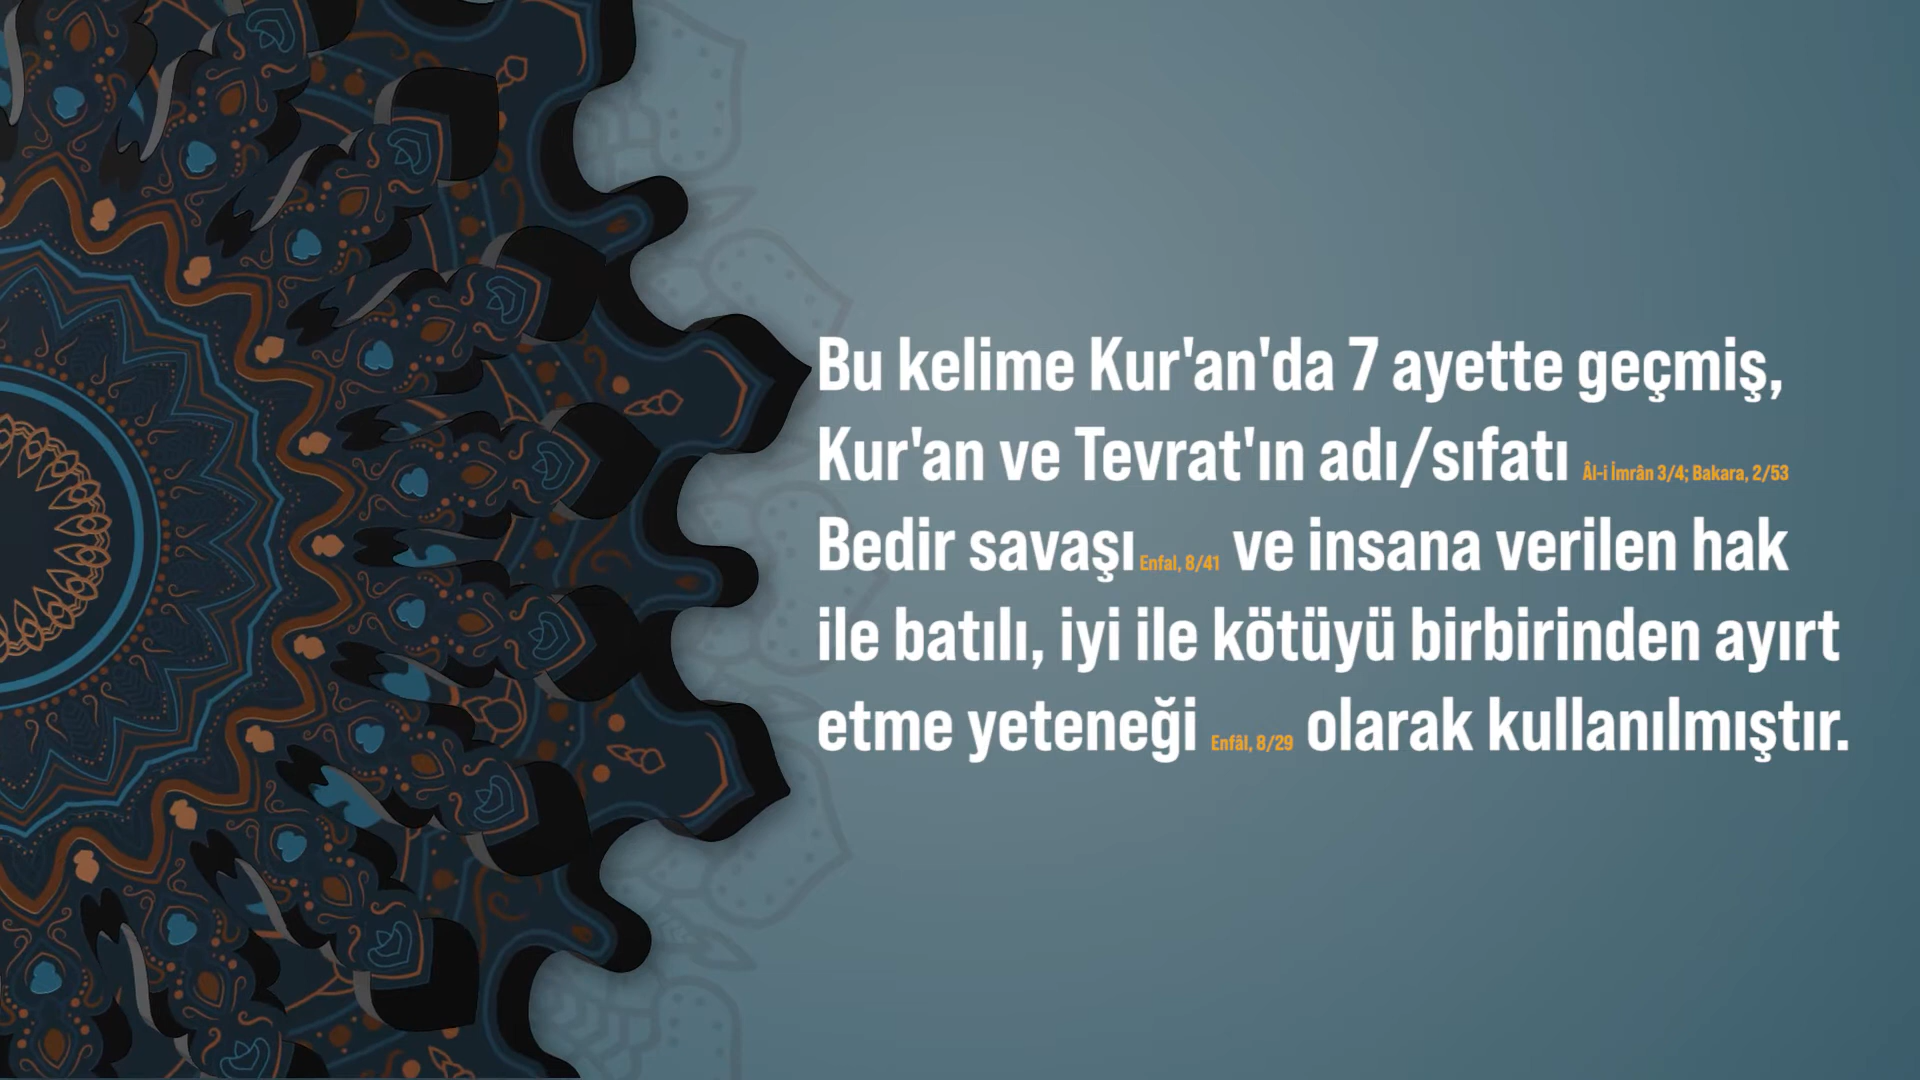 Bu kelime Kur'an'da 7 ayette geçmiş,
Kur'an ve Tevrat'ın adı/sıfatı Âl-i İmrân 3/4; Bakara, 2/53
Bedir savaşı Enfal, 8/41 ve insana verilen hak
ile batılı, iyi ile kötüyü birbirinden ayırt
etme yeteneği Enfâl, 8/29 olarak kullanılmıştır.